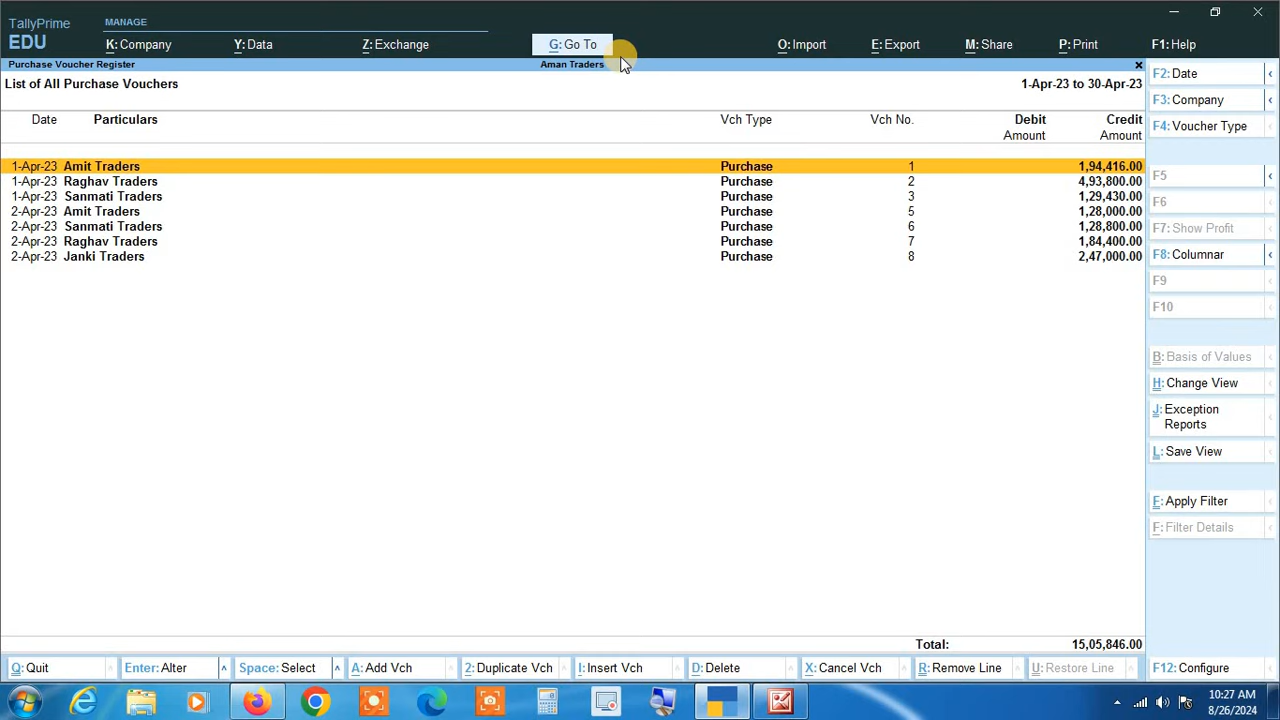 TallyPrime
EDU
MANAGE
K: Company
Y: Data
Z: Exchange
G: Go To
O: Import
E: Export
M: Share
P: Print
F1: Help
Purchase Voucher Register
Aman Traders
List of All Purchase Vouchers
1-Apr-23 to 30-Apr-23
Date Particulars Vch Type Vch No. Debit Credit
Amount Amount
1-Apr-23 Amit Traders Purchase 1 1,94,416.00
1-Apr-23 Raghav Traders Purchase 2 4,93,800.00
1-Apr-23 Sanmati Traders Purchase 3 1,29,430.00
2-Apr-23 Amit Traders Purchase 5 1,28,000.00
2-Apr-23 Sanmati Traders Purchase 6 1,28,800.00
2-Apr-23 Raghav Traders Purchase 7 1,84,400.00
2-Apr-23 Janki Traders Purchase 8 2,47,000.00
Total: 15,05,846.00
F2: Date
F3: Company
F4: Voucher Type
F5
F6
F7: Show Profit
F8: Columnar
F9
F10
B: Basis of Values
H: Change View
J: Exception
Reports
L: Save View
E: Apply Filter
F: Filter Details
Q: Quit
Enter: Alter
Space: Select
A: Add Vch
2: Duplicate Vch
I: Insert Vch
D: Delete
X: Cancel Vch
R: Remove Line
U: Restore Line
F12: Configure
10:27 AM
8/26/2024